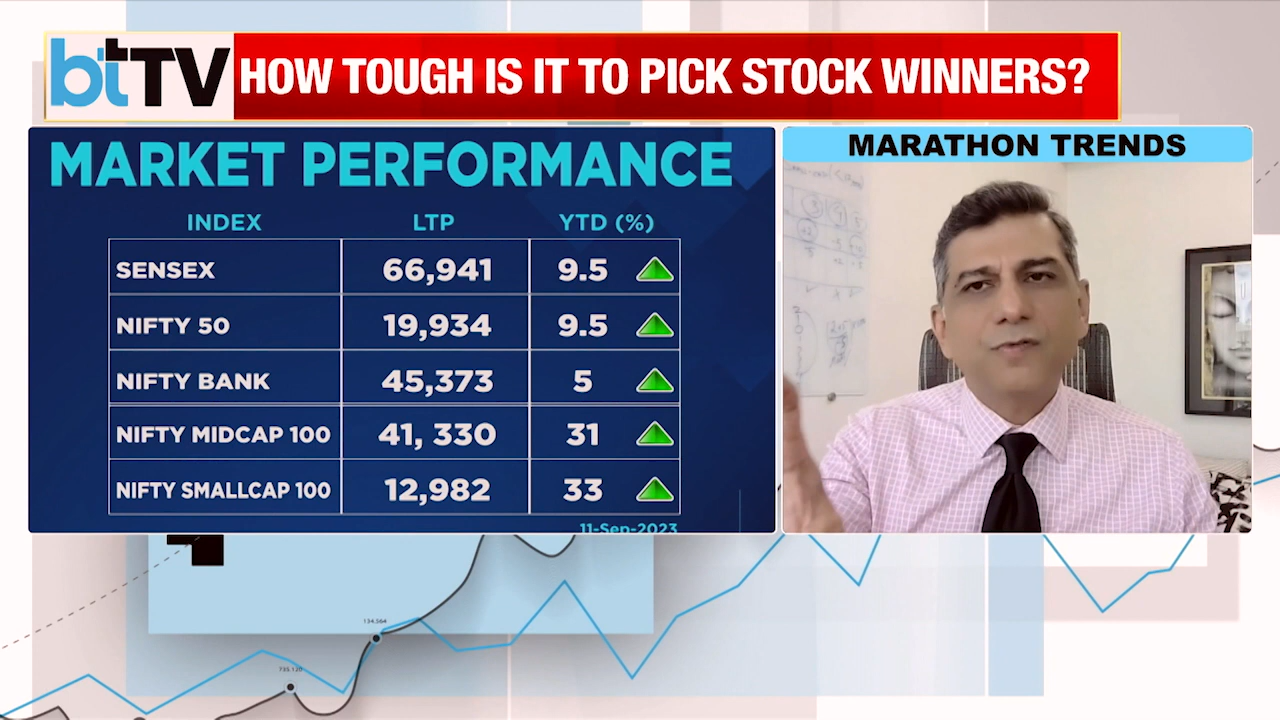 btTV
HOW TOUGH IS IT TO PICK STOCK WINNERS?
MARKET PERFORMANCE
INDEX LTP YTD (%)
SENSEX 66,941 9.5
NIFTY 50 19,934 9.5
NIFTY BANK 45,373 5
NIFTY MIDCAP 100 41, 330 31
NIFTY SMALLCAP 100 12,982 33
11-Sep-2023
MARATHON TRENDS
134,564